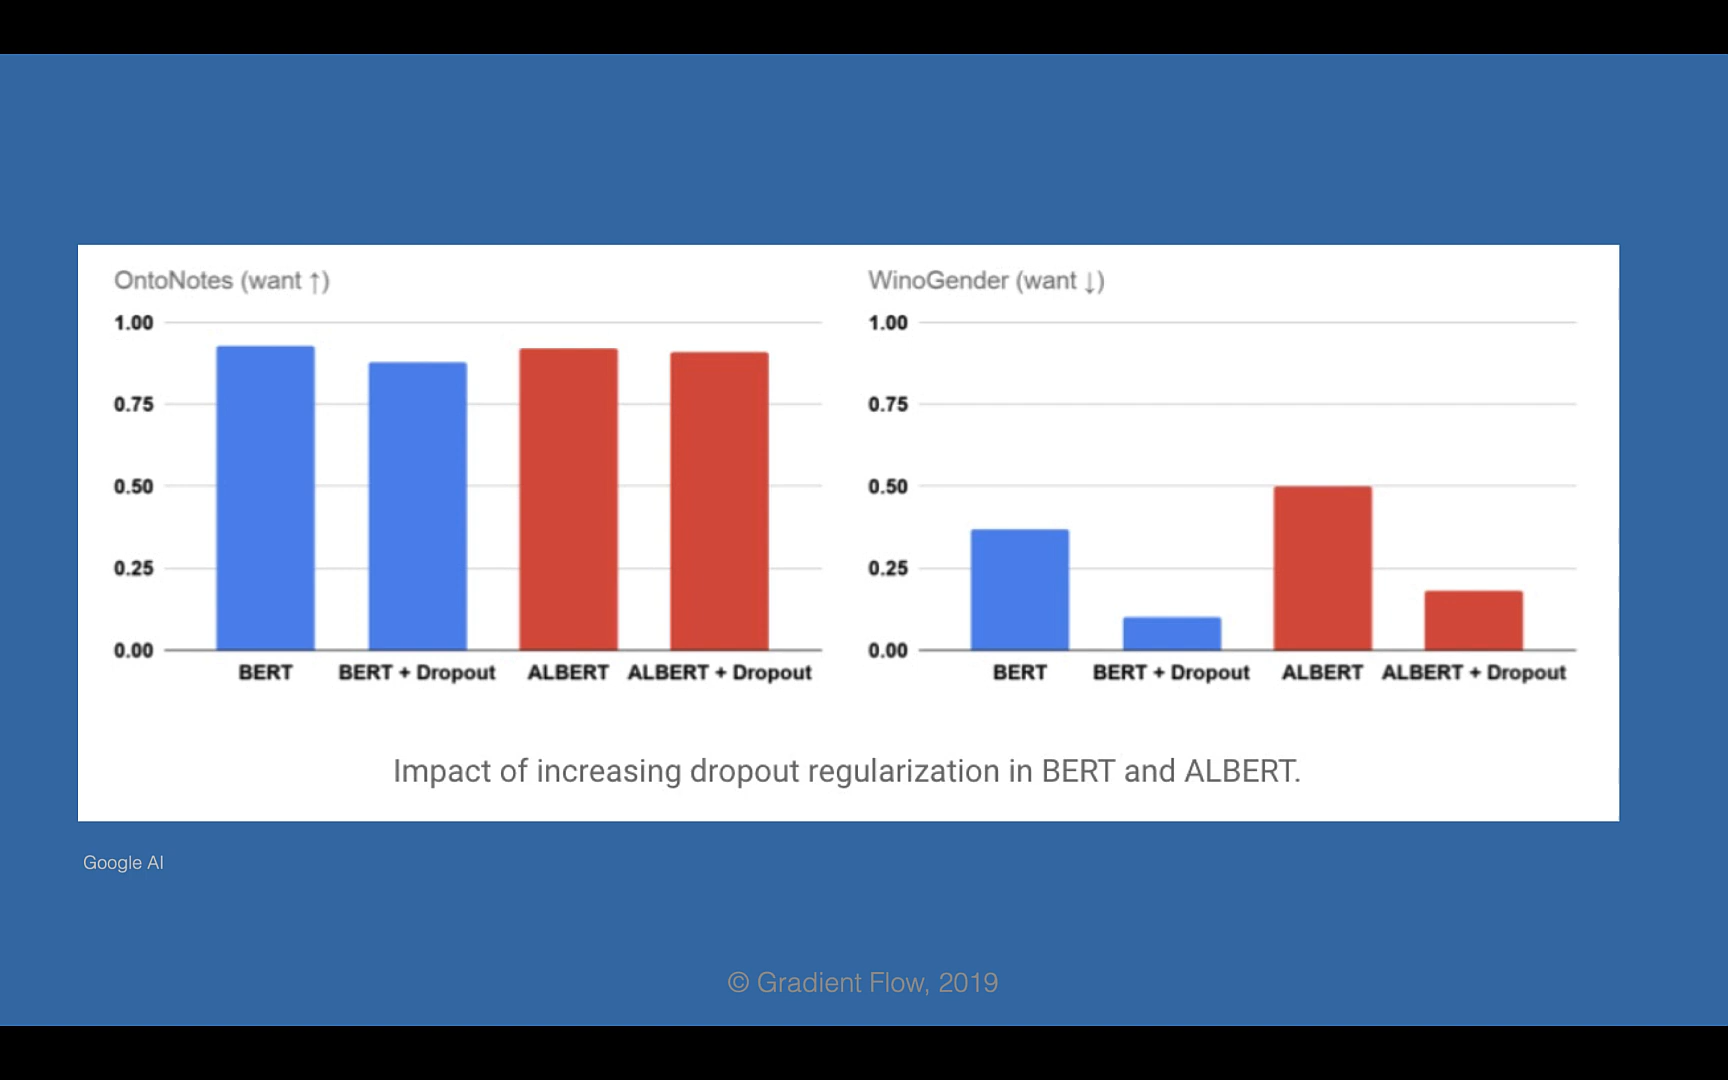 OntoNotes (want ↑)
1.00
0.75
0.50
0.25
0.00
BERT
BERT + Dropout
ALBERT
ALBERT + Dropout
WinoGender (want ↓)
1.00
0.75
0.50
0.25
0.00
BERT
BERT + Dropout
ALBERT
ALBERT + Dropout
Impact of increasing dropout regularization in BERT and ALBERT.
Google AI
© Gradient Flow, 2019